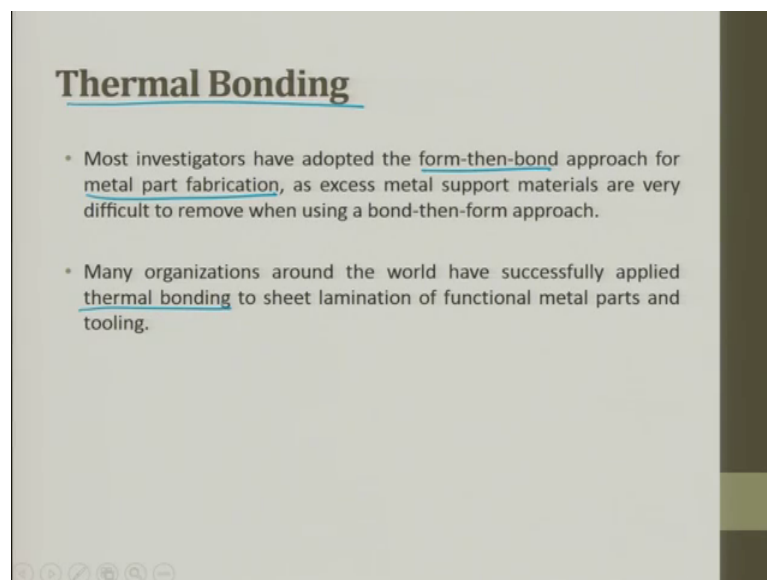 Thermal Bonding
• Most investigators have adopted the form-then-bond approach for
metal part fabrication, as excess metal support materials are very
difficult to remove when using a bond-then-form approach.
• Many organizations around the world have successfully applied
thermal bonding to sheet lamination of functional metal parts and
tooling.